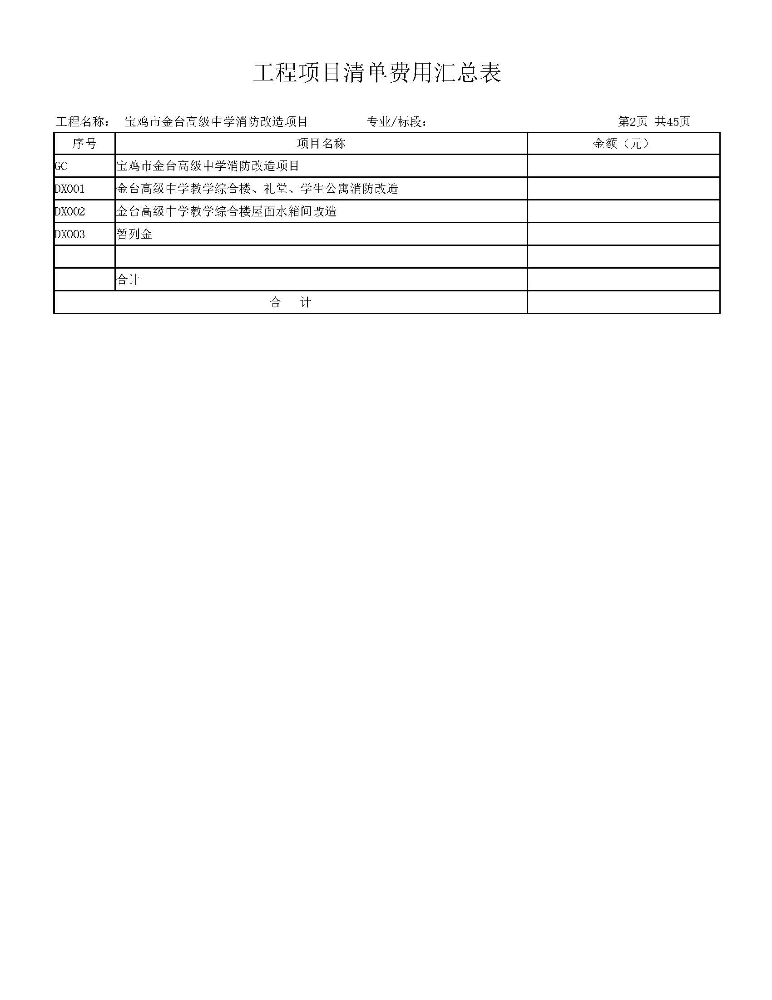 工程项目清单费用汇总表
工程名称： 宝鸡市金台高级中学消防改造项目 专业/标段： 第2页 共45页
序号 项目名称 金额（元）
GC 宝鸡市金台高级中学消防改造项目
DX001 金台高级中学教学综合楼、礼堂、学生公寓消防改造
DX002 金台高级中学教学综合楼屋面水箱间改造
DX003 暂列金
合计
合 计